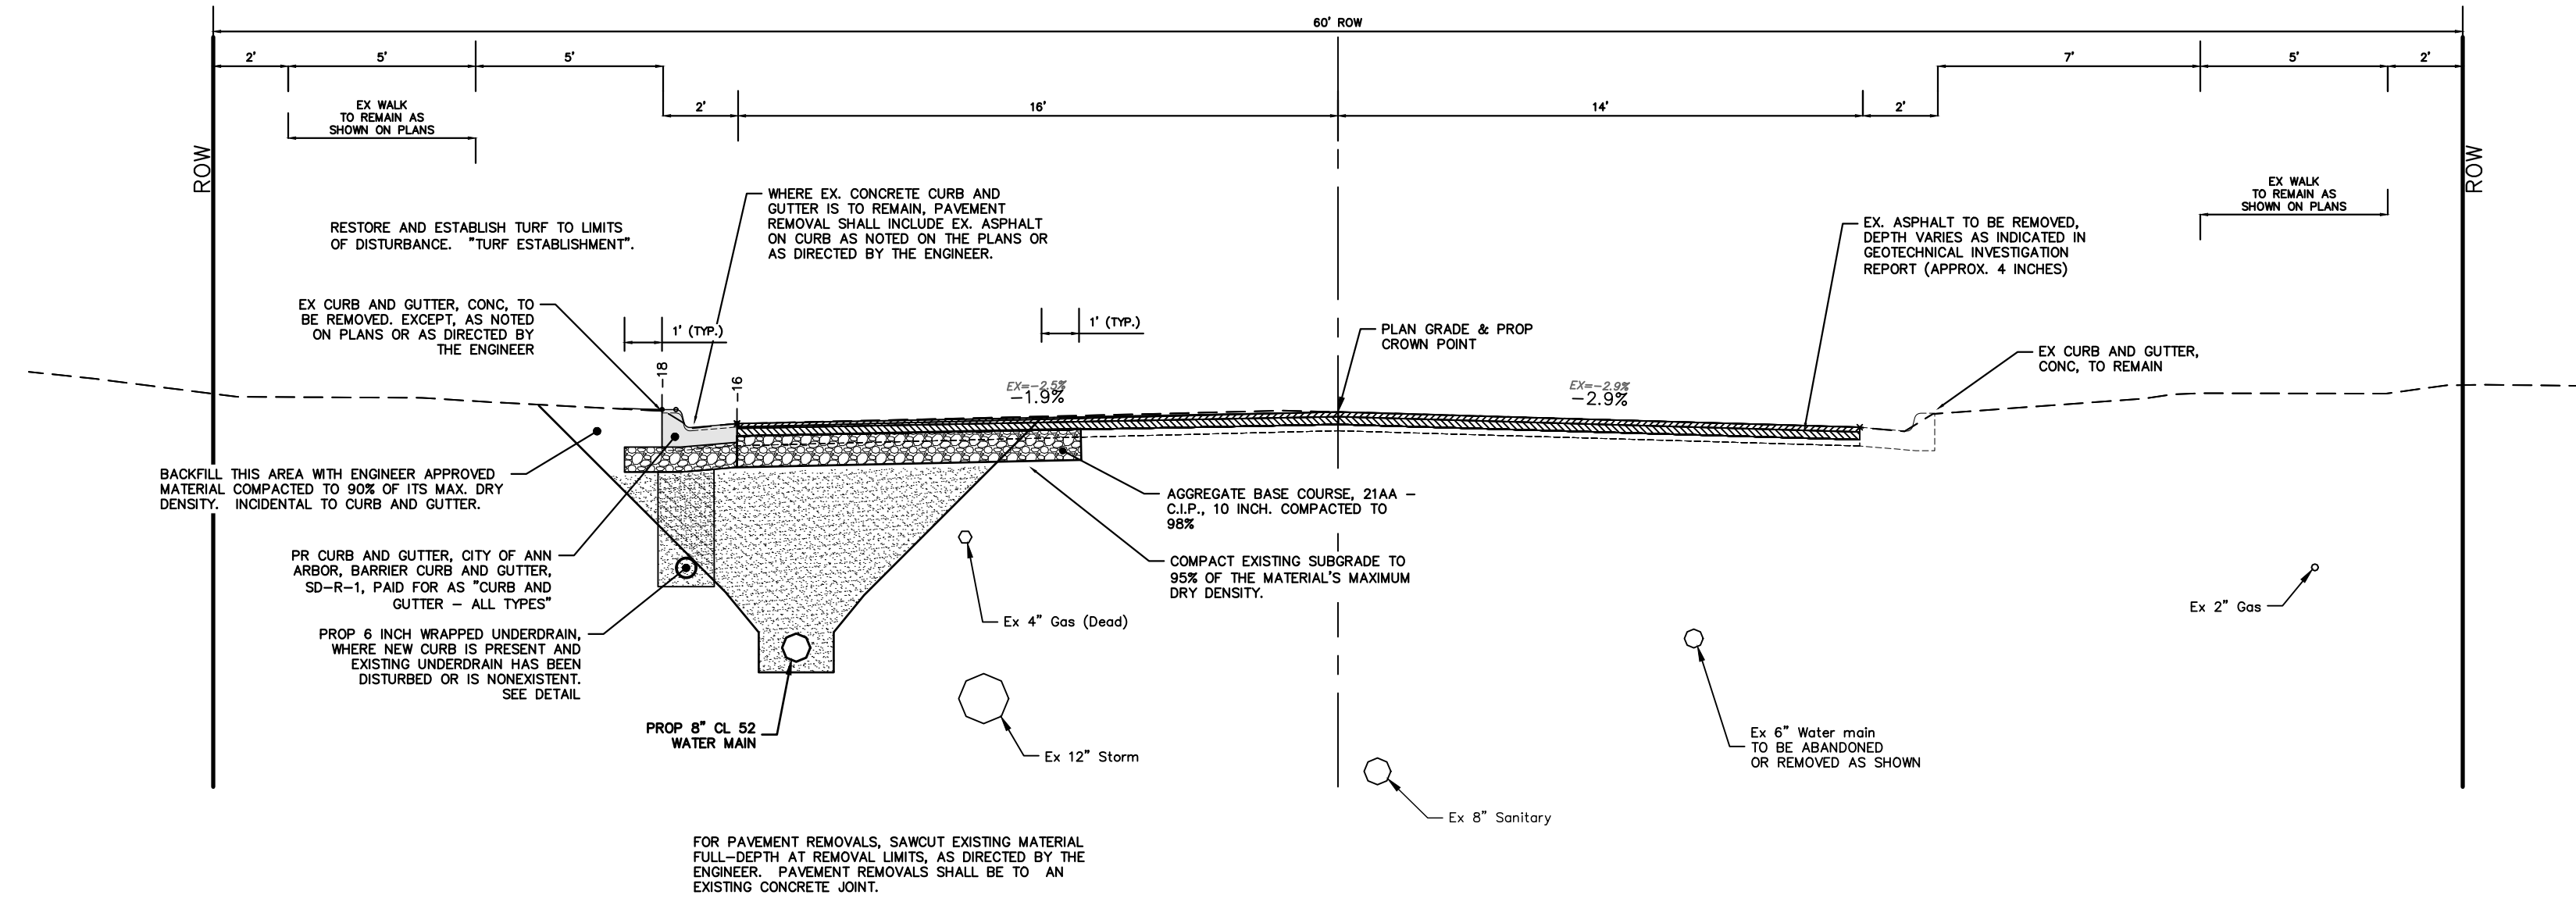 60' ROW
2'
5'
5'
7'
5'
2'
2'
16'
14'
2'
EX WALK
TO REMAIN AS
SHOWN ON PLANS
ROW
ROW
EX WALK
TO REMAIN AS
SHOWN ON PLANS
WHERE EX. CONCRETE CURB AND
GUTTER IS TO REMAIN, PAVEMENT
REMOVAL SHALL INCLUDE EX. ASPHALT
ON CURB AS NOTED ON THE PLANS OR
AS DIRECTED BY THE ENGINEER.
RESTORE AND ESTABLISH TURF TO LIMITS
OF DISTURBANCE. "TURF ESTABLISHMENT".
EX. ASPHALT TO BE REMOVED,
DEPTH VARIES AS INDICATED IN
GEOTECHNICAL INVESTIGATION
REPORT (APPROX. 4 INCHES)
EX CURB AND GUTTER, CONC, TO
BE REMOVED. EXCEPT, AS NOTED
ON PLANS OR AS DIRECTED BY
THE ENGINEER
1' (TYP.)
1' (TYP.)
PLAN GRADE & PROP
CROWN POINT
EX CURB AND GUTTER,
CONC, TO REMAIN
-18
-16
EX=-2.5%
-1.9%
EX=-2.9%
-2.9%
BACKFILL THIS AREA WITH ENGINEER APPROVED
MATERIAL COMPACTED TO 90% OF ITS MAX. DRY
DENSITY. INCIDENTAL TO CURB AND GUTTER.
AGGREGATE BASE COURSE, 21AA -
C.I.P., 10 INCH. COMPACTED TO
98%
PR CURB AND GUTTER, CITY OF ANN
ARBOR, BARRIER CURB AND GUTTER,
SD-R-1, PAID FOR AS "CURB AND
GUTTER - ALL TYPES"
COMPACT EXISTING SUBGRADE TO
95% OF THE MATERIAL'S MAXIMUM
DRY DENSITY.
Ex 4" Gas (Dead)
Ex 2" Gas
PROP 6 INCH WRAPPED UNDERDRAIN,
WHERE NEW CURB IS PRESENT AND
EXISTING UNDERDRAIN HAS BEEN
DISTURBED OR IS NONEXISTENT.
SEE DETAIL
PROP 8" CL 52
WATER MAIN
Ex 12" Storm
Ex 6" Water main
TO BE ABANDONED
OR REMOVED AS SHOWN
Ex 8" Sanitary
FOR PAVEMENT REMOVALS, SAWCUT EXISTING MATERIAL
FULL-DEPTH AT REMOVAL LIMITS, AS DIRECTED BY THE
ENGINEER. PAVEMENT REMOVALS SHALL BE TO AN
EXISTING CONCRETE JOINT.